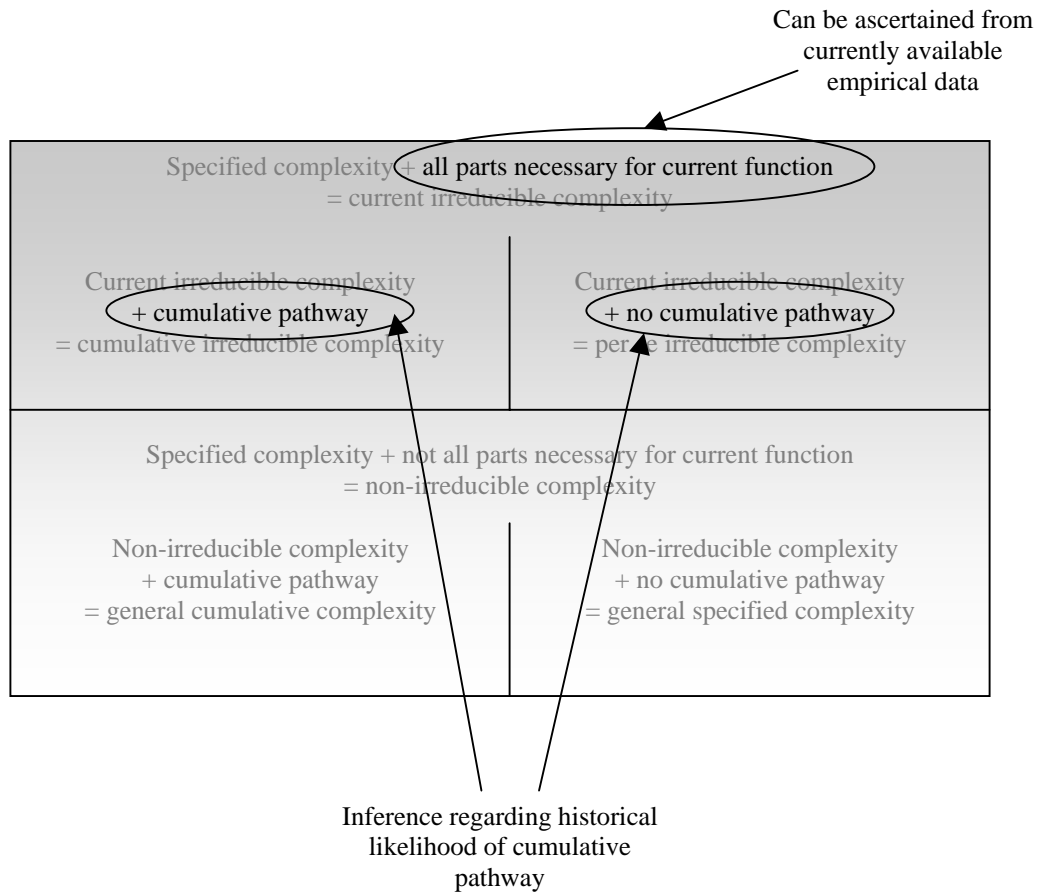 Can be ascertained from
currently available
empirical data
Specified complexity + all parts necessary for current function
= current irreducible complexity
Current irreducible complexity
+ cumulative pathway
= cumulative irreducible complexity
Current irreducible complexity
+ no cumulative pathway
= per se irreducible complexity
Specified complexity + not all parts necessary for current function
= non-irreducible complexity
Non-irreducible complexity
+ cumulative pathway
= general cumulative complexity
Non-irreducible complexity
+ no cumulative pathway
= general specified complexity
Inference regarding historical
likelihood of cumulative
pathway